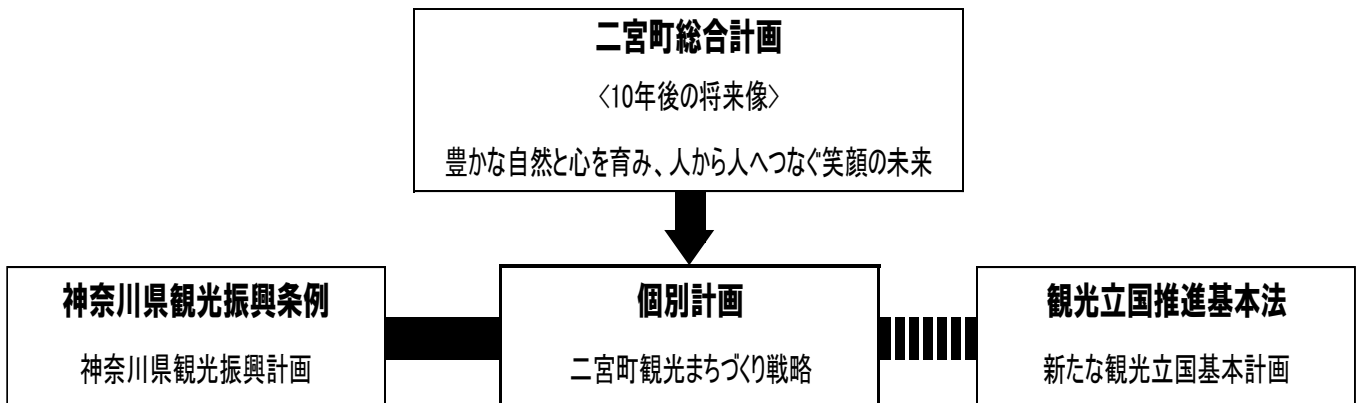 二宮町総合計画
〈10年後の将来像〉
豊かな自然と心を育み、人から人へつなぐ笑顔の未来
神奈川県観光振興条例
神奈川県観光振興計画
個別計画
二宮町観光まちづくり戦略
観光立国推進基本法
新たな観光立国基本計画